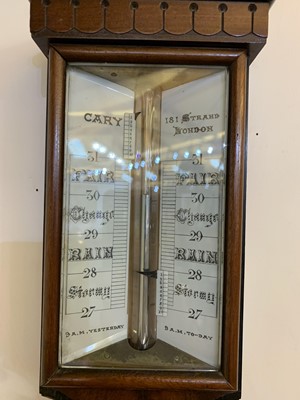 CARY
31
FAIR
30
Change
29
RAIN
28
Stormy
27
9 A.M. YESTERDAY
181 STRAND
LONDON
31
FAIR
30
Change
29
RAIN
28
Stormy
27
9 A.M. TO-DAY